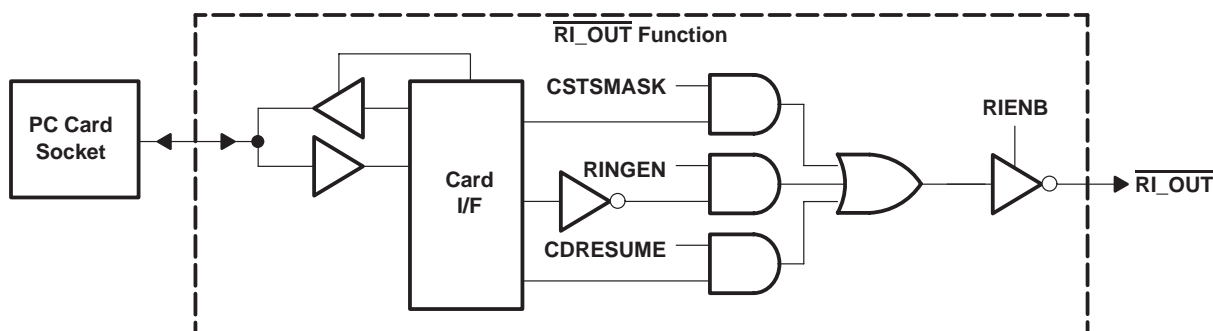 RI_OUT Function
CSTSMASK
PC Card
Socket
RIENB
RINGEN
Card
I/F
RI_OUT
CDRESUME